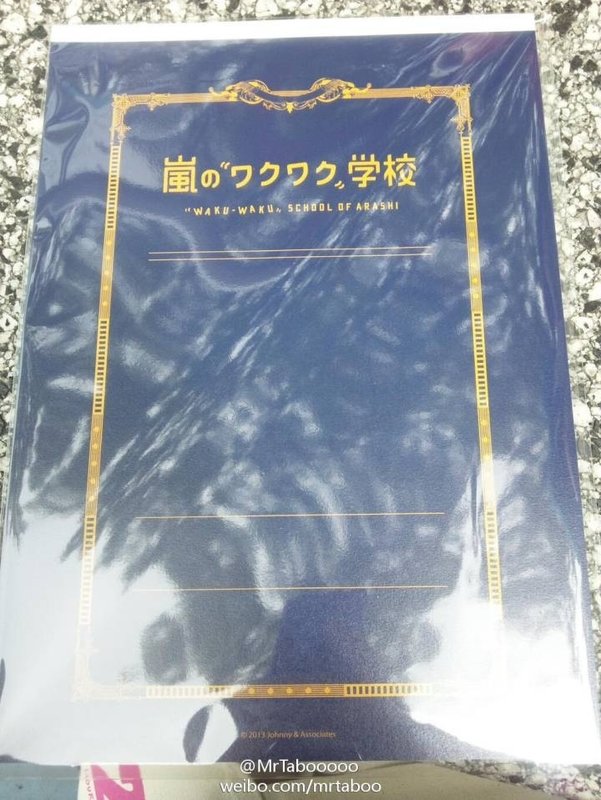 嵐の"ワクワク"学校
"WAKU-WAKU" SCHOOL OF ARASHI
© 2013 Johnny & Associates
2
@MrTabooooo
weibo.com/mrtaboo